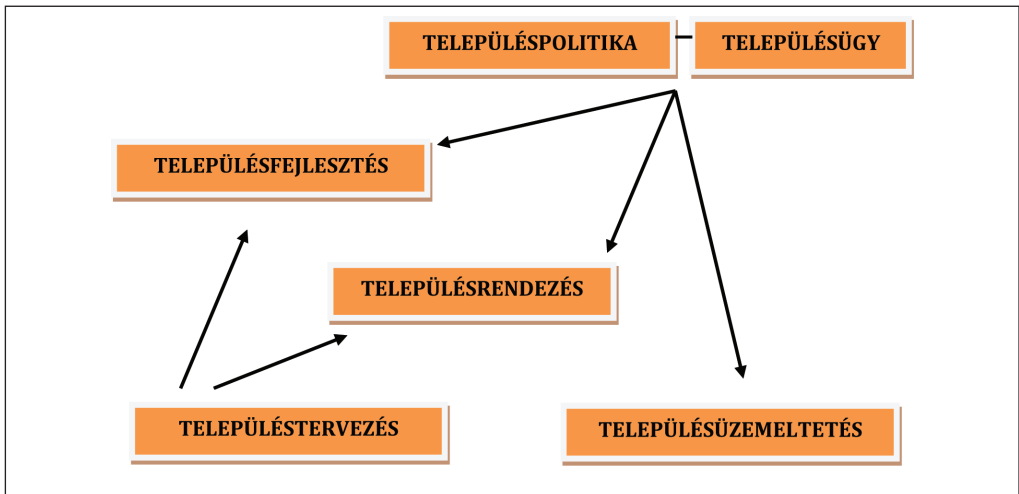 TELEPÜLÉSPOLITIKA
TELEPÜLÉSÜGY
TELEPÜLÉSFEJLESZTÉS
TELEPÜLÉSRENDEZÉS
TELEPÜLÉSTERVEZÉS
TELEPÜLÉSÜZEMELTETÉS